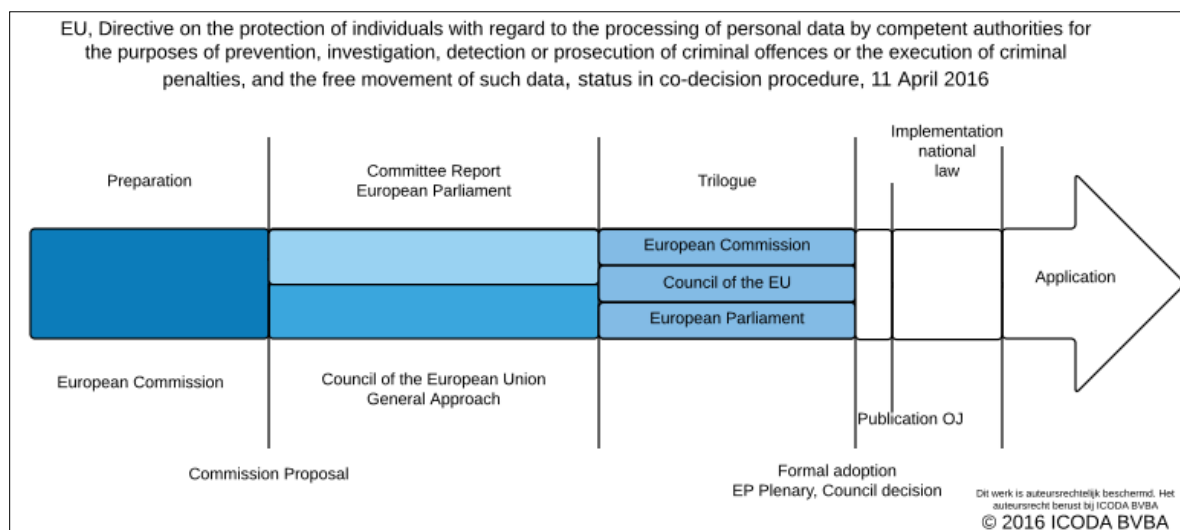 EU, Directive on the protection of individuals with regard to the processing of personal data by competent authorities for
the purposes of prevention, investigation, detection or prosecution of criminal offences or the execution of criminal
penalties, and the free movement of such data, status in co-decision procedure, 11 April 2016
Implementation
national
law
Preparation
Committee Report
European Parliament
Trilogue
European Commission
Council of the EU
European Parliament
Application
European Commission
Council of the European Union
General Approach
Publication OJ
Commission Proposal
Formal adoption
EP Plenary, Council decision
Dit werk is auteursrechtelijk beschermd. Het
auteursrecht berust bij ICODA BVBA
© 2016 ICODA BVBA